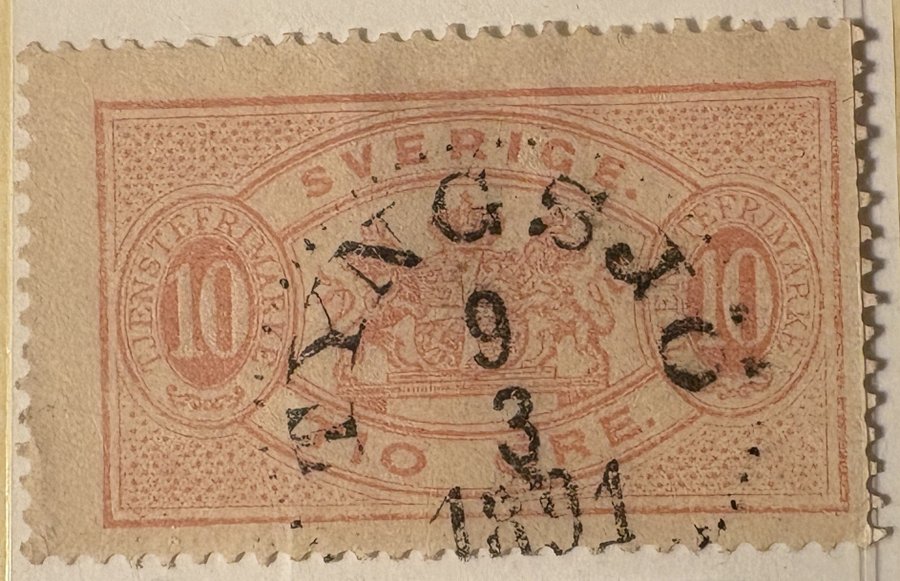 SVERIGE.
TJENSTEFRIMÄRKE
10
TJENSTEFRIMÄRKE
10
TIO ÖRE.
9
3
1891